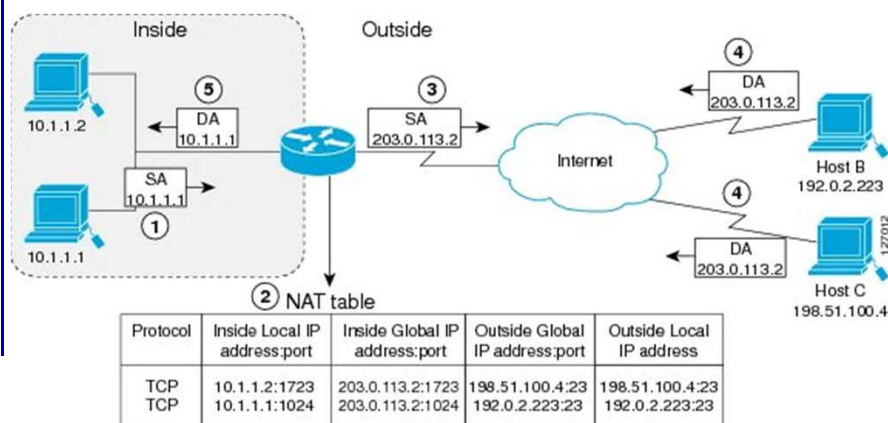 Inside
Outside
10.1.1.2
5
DA
10.1.1.1
SA
10.1.1.1
1
10.1.1.1
3
SA
203.0.113.2
Internet
4
DA
203.0.113.2
Host B
192.0.2.223
4
DA
203.0.113.2
Host C
198.51.100.4
127012
2 NAT table
Protocol
Inside Local IP
address:port
Inside Global IP
address:port
Outside Global
IP address:port
Outside Local
IP address
TCP 10.1.1.2:1723 203.0.113.2:1723 198.51.100.4:23 198.51.100.4:23
TCP 10.1.1.1:1024 203.0.113.2:1024 192.0.2.223:23 192.0.2.223:23